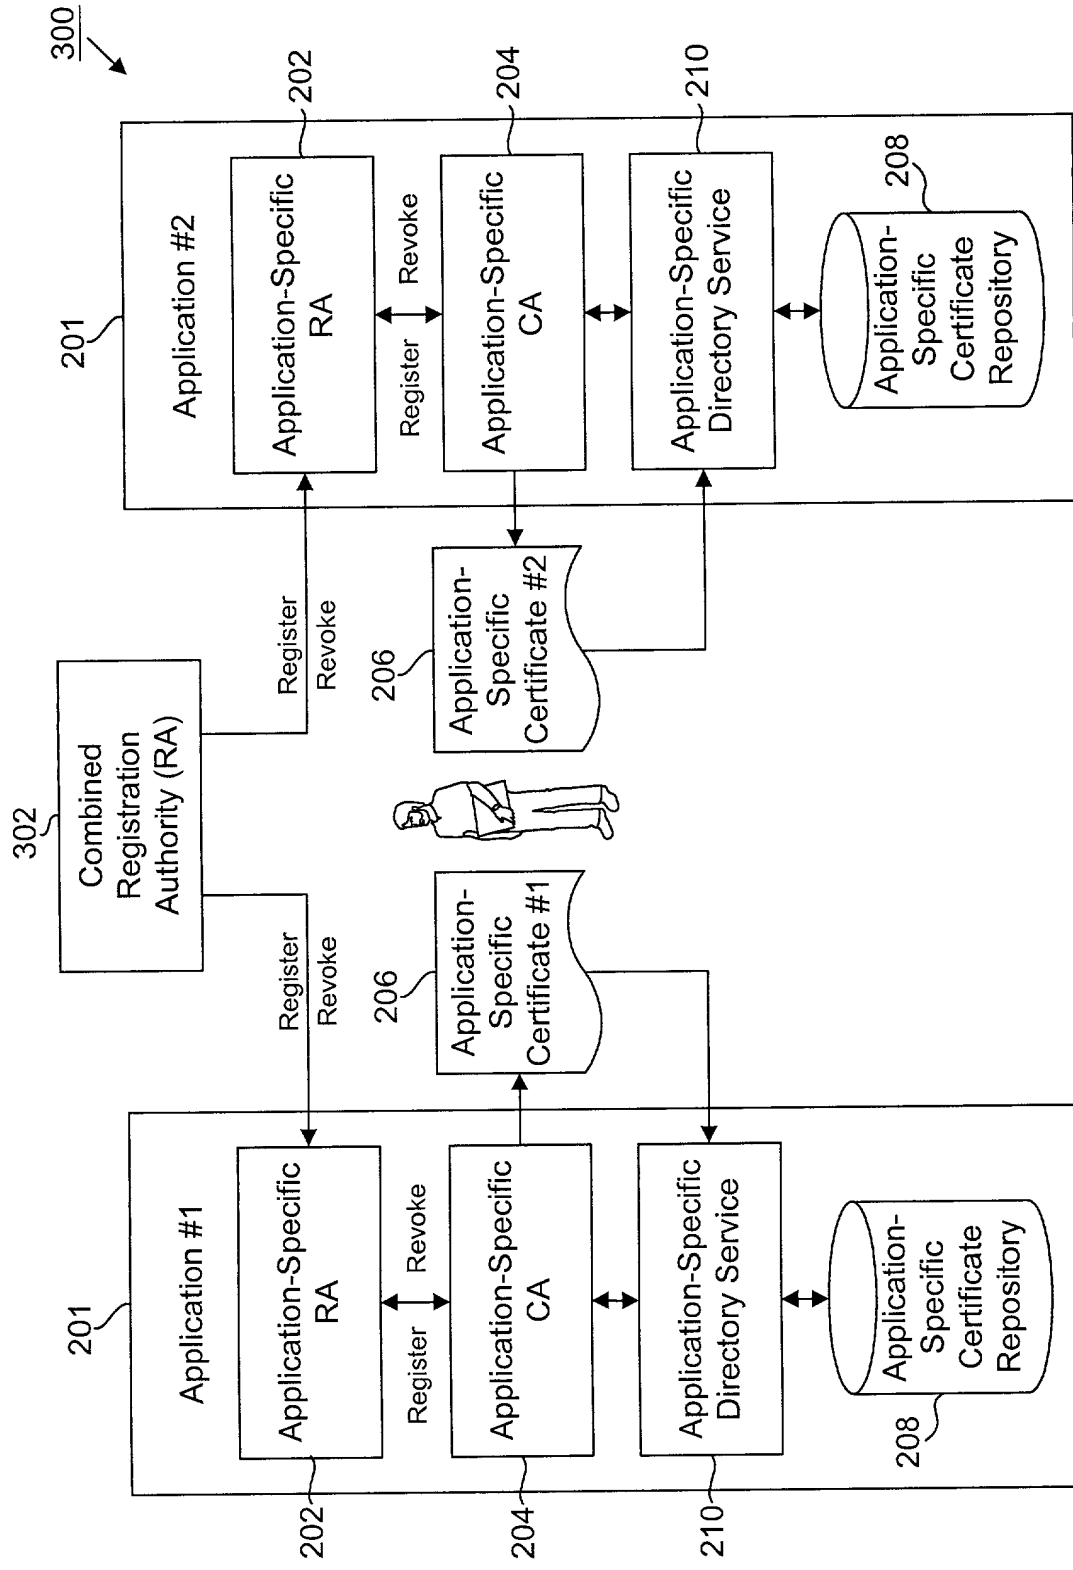 300
302
Combined
Registration
Authority (RA)
201
Application #1
Register
Revoke
202
Application-Specific
RA
Register
Revoke
204
Application-Specific
CA
210
Application-Specific
Directory Service
208
Application-
Specific
Certificate
Repository
206
Application-
Specific
Certificate #1
206
Application-
Specific
Certificate #2
201
Application #2
Register
Revoke
202
Application-Specific
RA
Register
Revoke
204
Application-Specific
CA
210
Application-Specific
Directory Service
208
Application-
Specific
Certificate
Repository